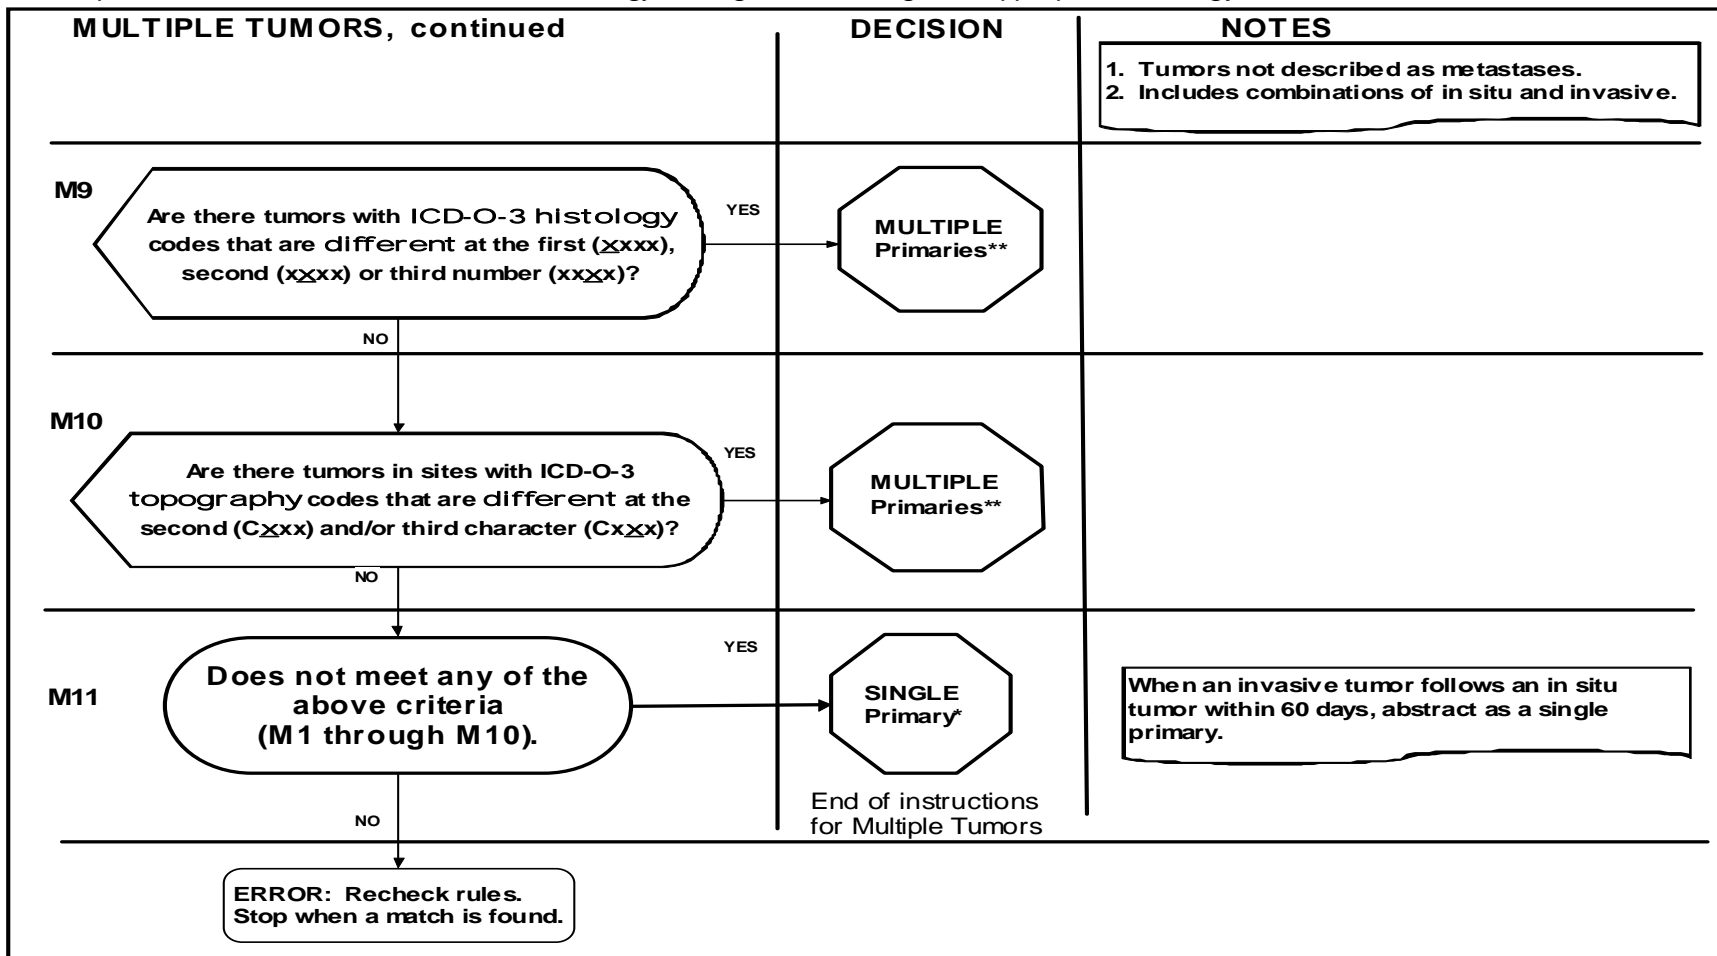 MULTIPLE TUMORS, continued
DECISION
NOTES
1. Tumors not described as metastases.
2. Includes combinations of in situ and invasive.
M9
Are there tumors with ICD-O-3 histology
codes that are different at the first (xxxx),
second (xxxx) or third number (xxxx)?
YES
MULTIPLE
Primaries**
NO
M10
Are there tumors in sites with ICD-O-3
topography codes that are different at the
second (Cxxx) and/or third character (Cxxx)?
YES
MULTIPLE
Primaries**
NO
M11
Does not meet any of the
above criteria
(M1 through M10).
YES
SINGLE
Primary*
When an invasive tumor follows an in situ
tumor within 60 days, abstract as a single
primary.
End of instructions
for Multiple Tumors
NO
ERROR: Recheck rules.
Stop when a match is found.